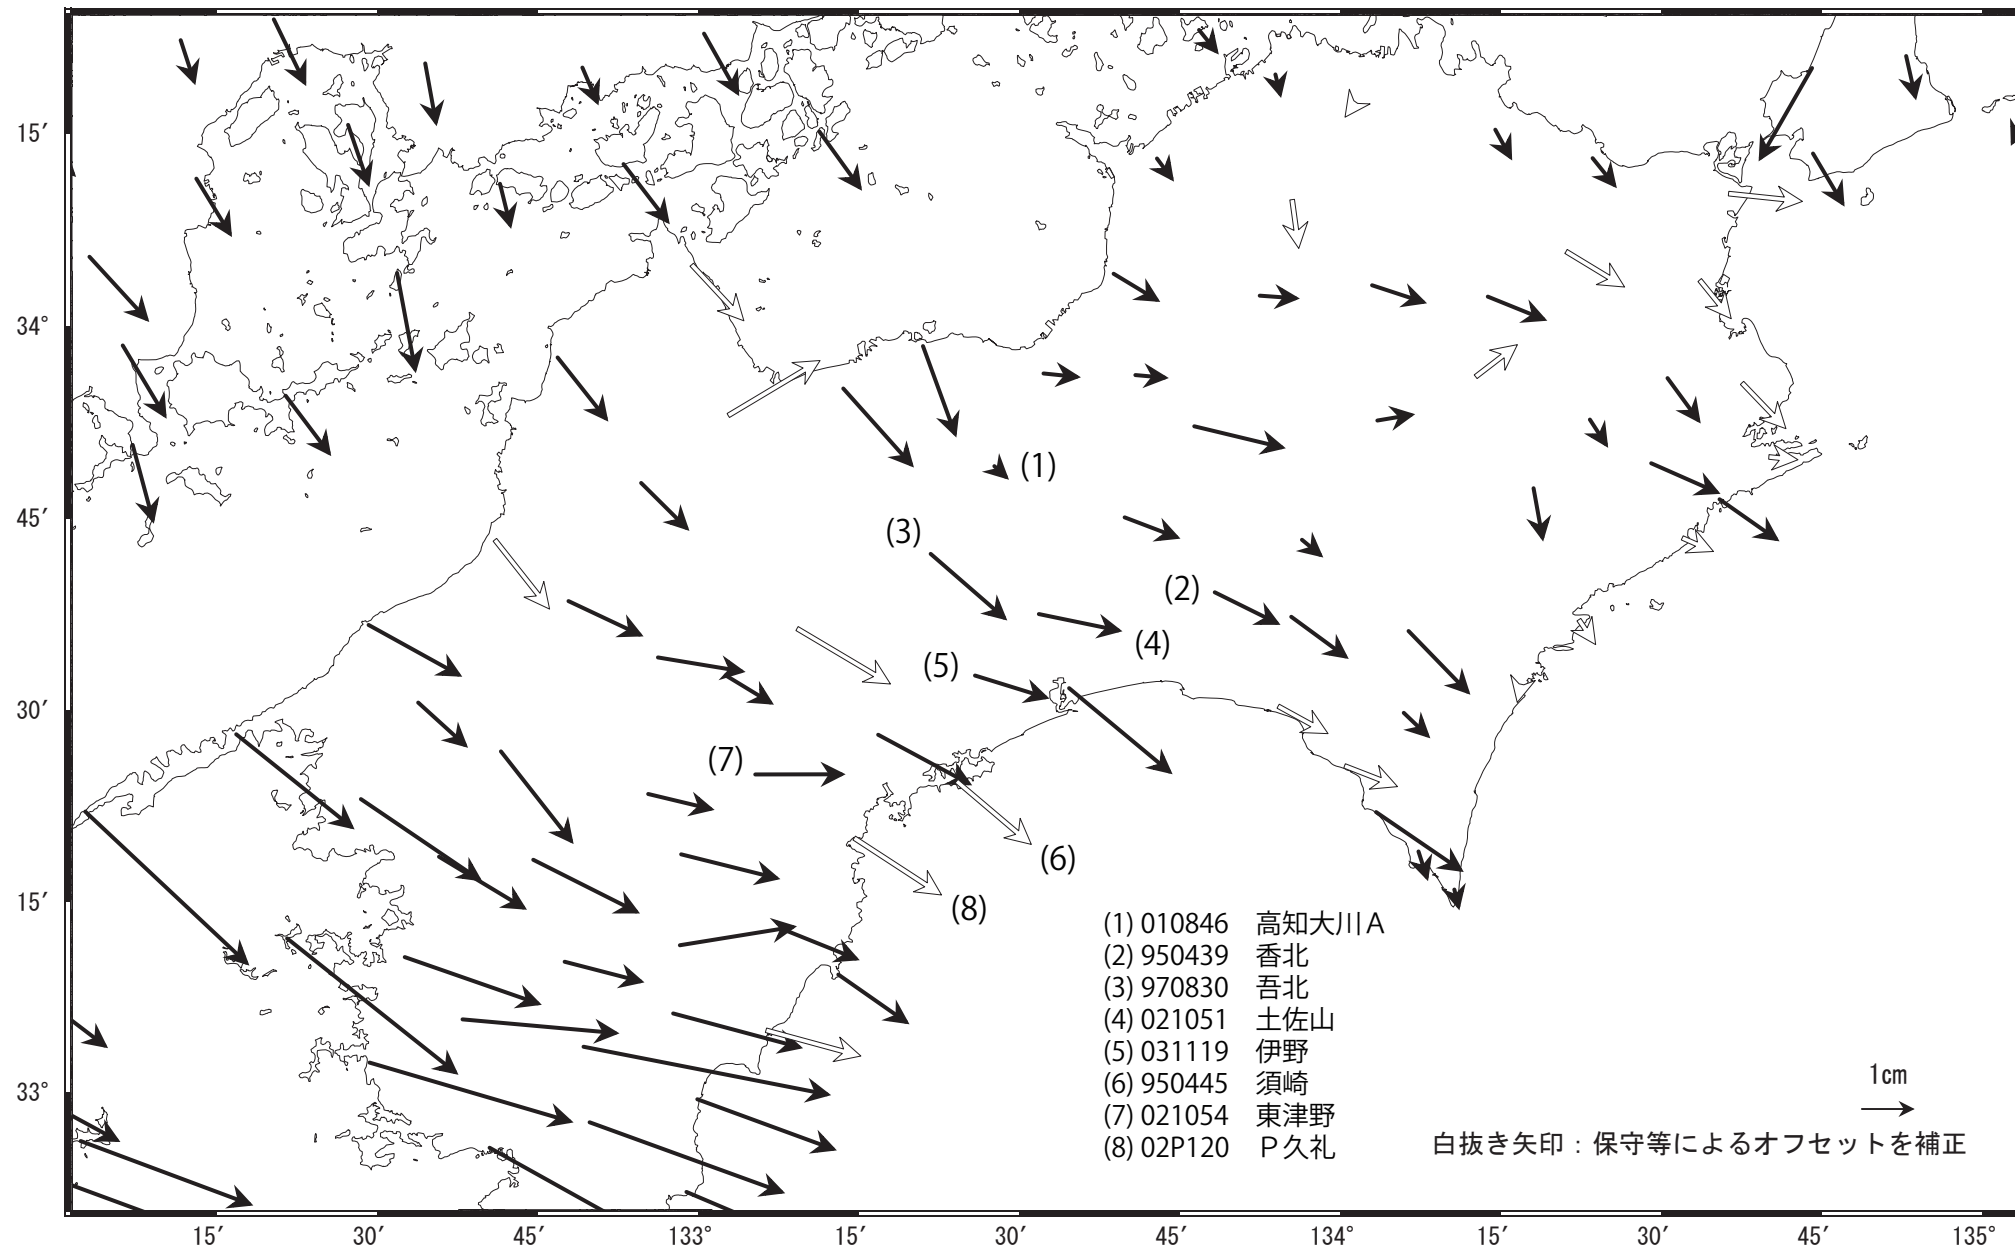 15′
34°
(1)
45′
(3)
(2)
(4)
(5)
30′
(7)
(6)
15′
(8)
(1) 010846 高知大川A
(2) 950439 香北
(3) 970830 吾北
(4) 021051 土佐山
(5) 031119 伊野
(6) 950445 須崎
(7) 021054 東津野
(8) 02P120 P久礼
33°
1cm
白抜き矢印：保守等によるオフセットを補正
15′ 30′ 45′ 133° 15′ 30′ 45′ 134° 15′ 30′ 45′ 135°